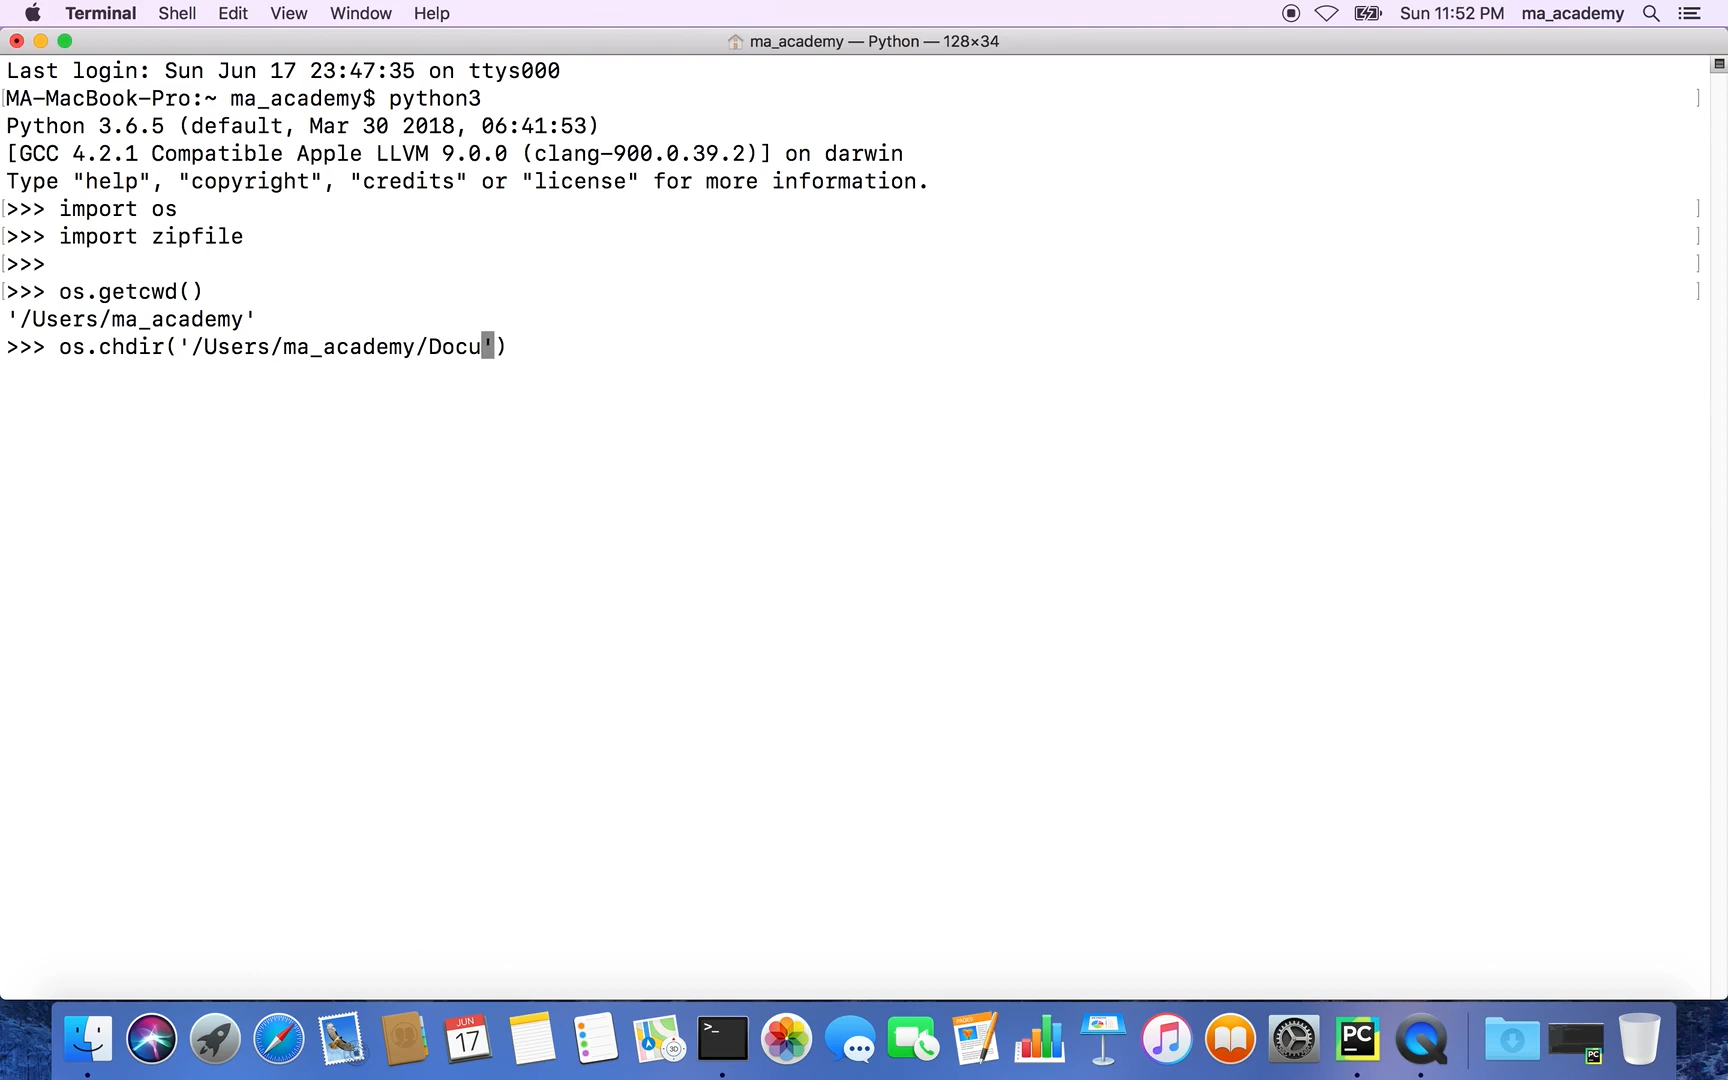 Terminal Shell Edit View Window Help Sun 11:52 PM ma_academy
ma_academy — Python — 128×34
Last login: Sun Jun 17 23:47:35 on ttys000
[MA-MacBook-Pro:~ ma_academy$ python3 ]
Python 3.6.5 (default, Mar 30 2018, 06:41:53)
[GCC 4.2.1 Compatible Apple LLVM 9.0.0 (clang-900.0.39.2)] on darwin
Type "help", "copyright", "credits" or "license" for more information.
[>>> import os ]
[>>> import zipfile ]
[>>> ]
[>>> os.getcwd() ]
'/Users/ma_academy'
>>> os.chdir('/Users/ma_academy/Docu')
JUN
17
3D
>_
PAGES
PC
PC